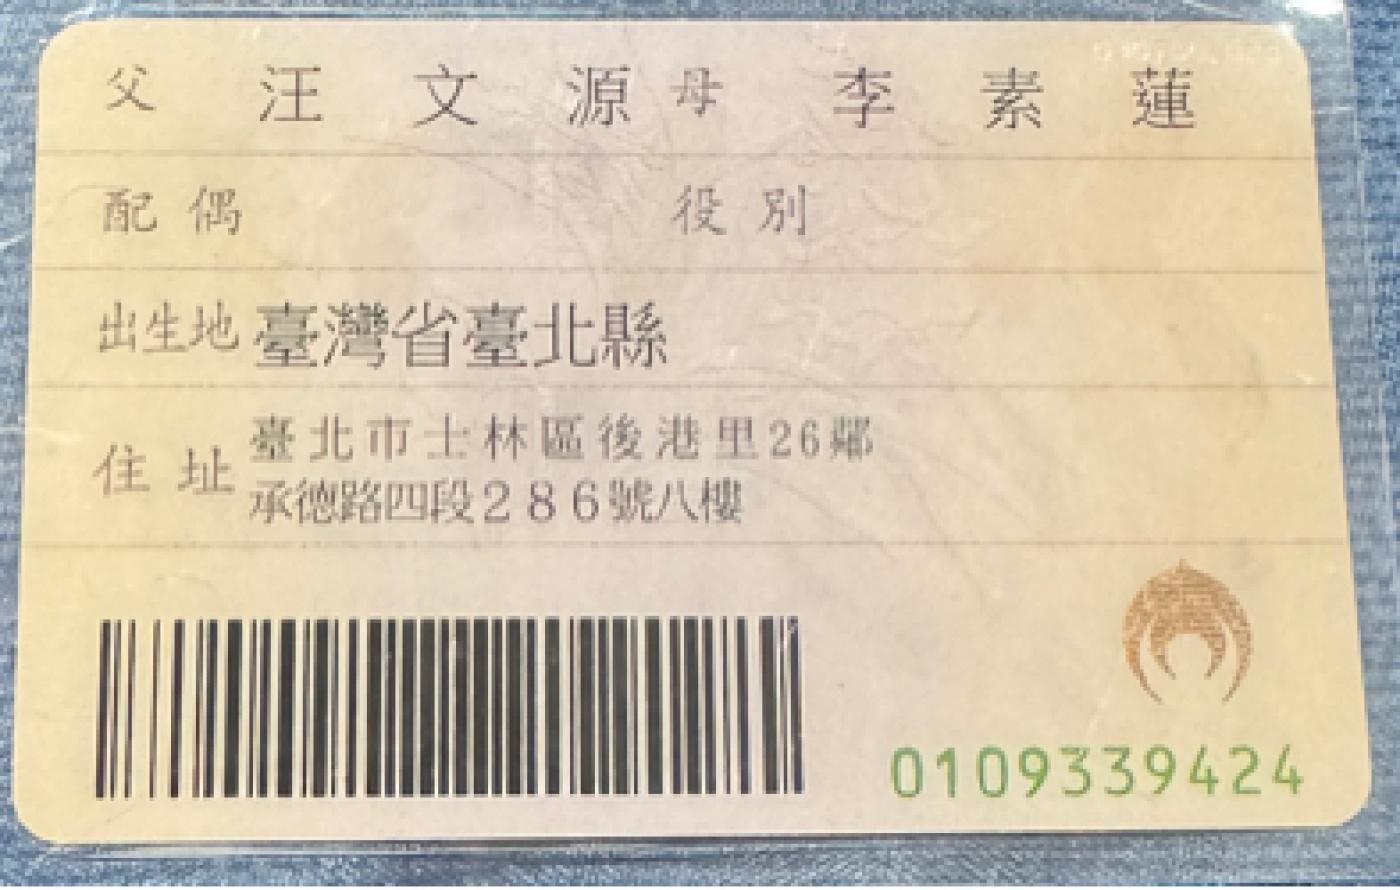 父 汪文源 母 李素蓮
配偶 役別
出生地 臺灣省臺北縣
住址 臺北市士林區後港里26鄰
承德路四段286號八樓
0109339424